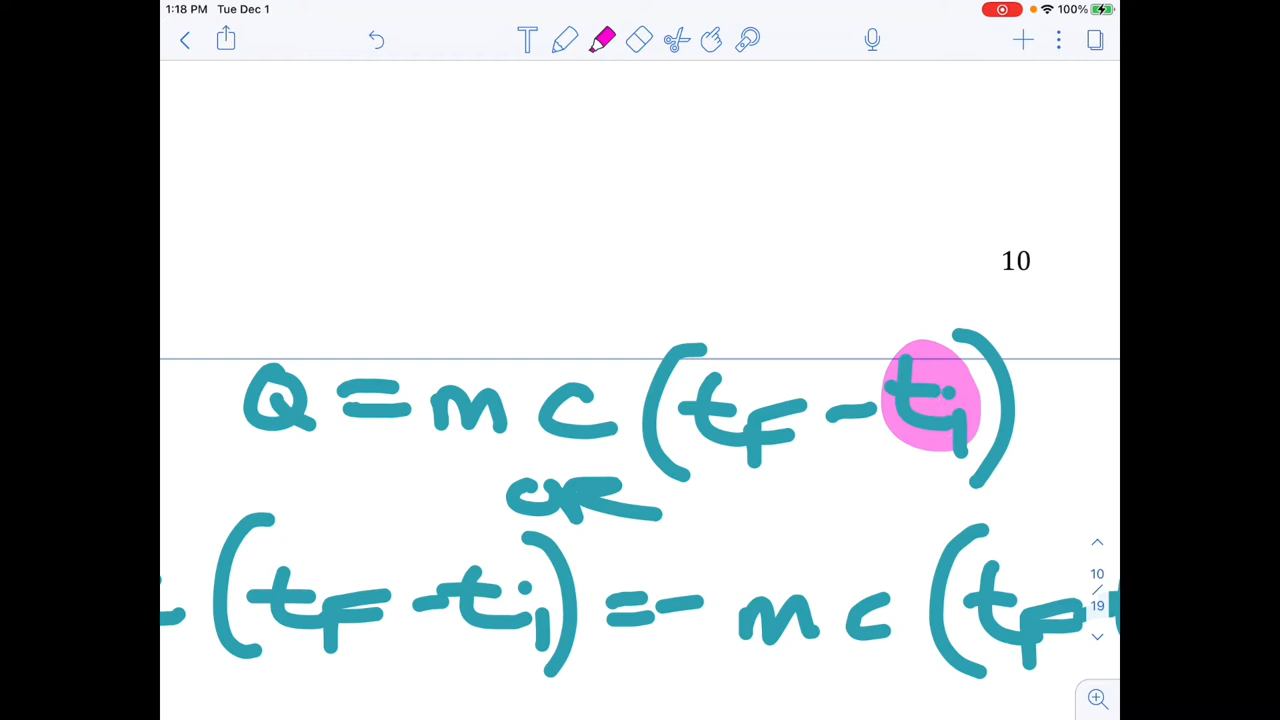 1:18 PM Tue Dec 1 100%
T
10
Q = mc (tf - ti)
OR
(tf - ti) = - mc (tf
10
/
19